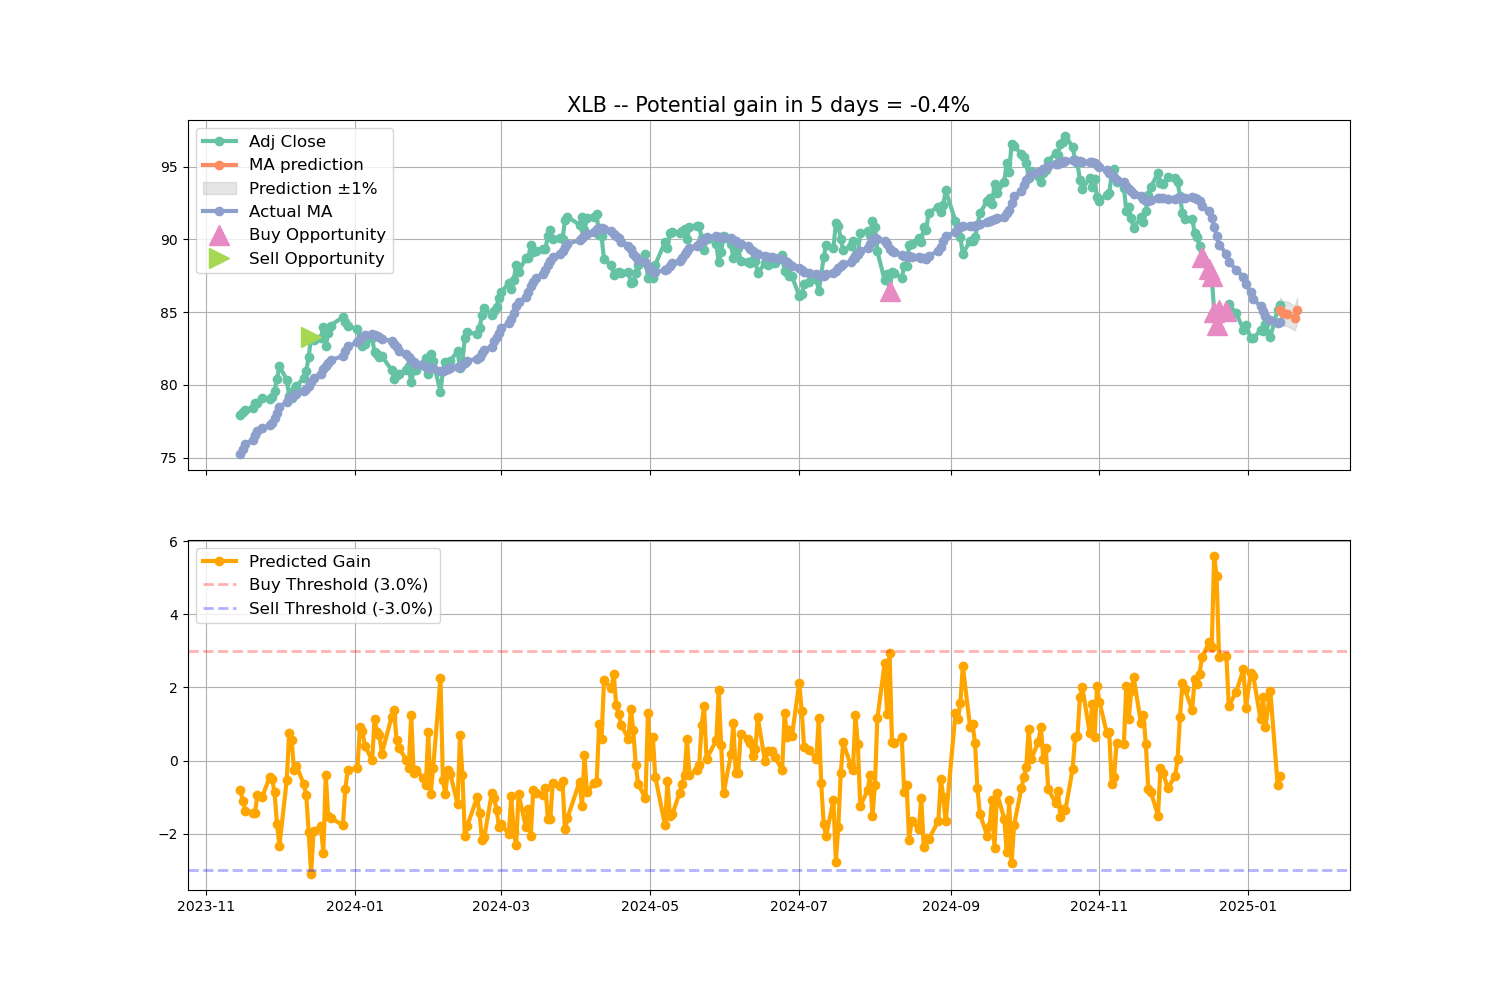 XLB -- Potential gain in 5 days = -0.4%
Adj Close
MA prediction
Prediction ±1%
Actual MA
Buy Opportunity
Sell Opportunity
95
90
85
80
75
Predicted Gain
Buy Threshold (3.0%)
Sell Threshold (-3.0%)
6
4
2
0
−2
2023-11 2024-01 2024-03 2024-05 2024-07 2024-09 2024-11 2025-01